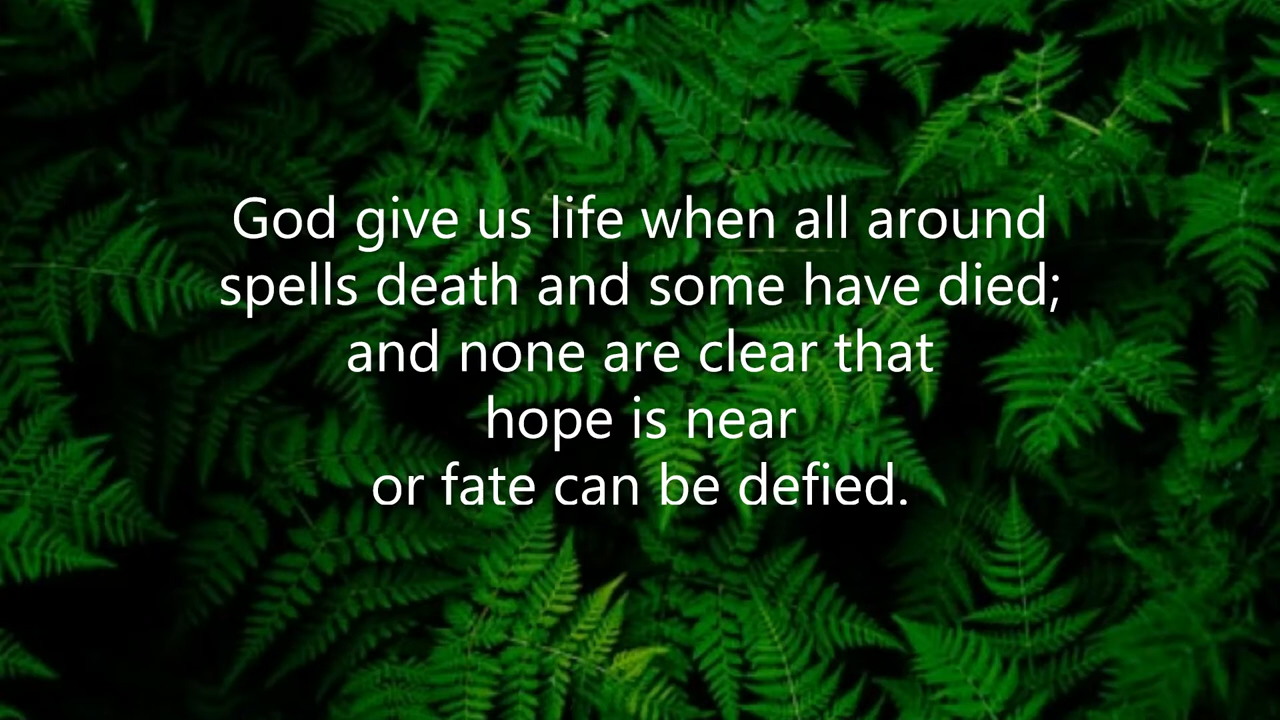 God give us life when all around
spells death and some have died;
and none are clear that
hope is near
or fate can be defied.